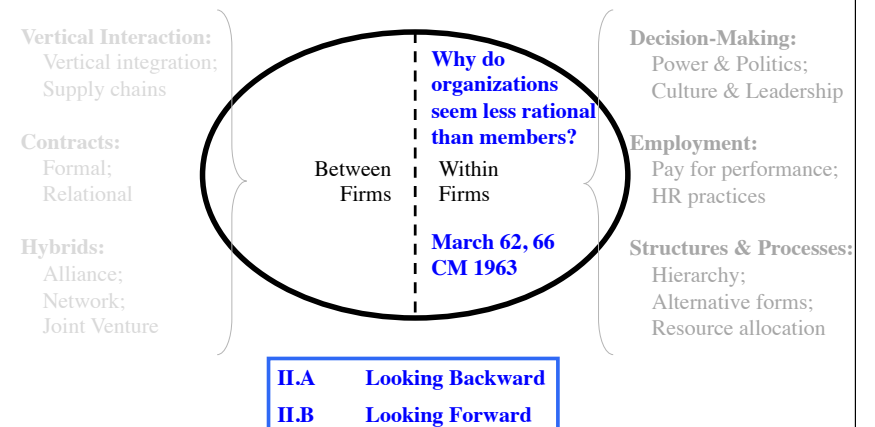 Vertical Interaction:
Vertical integration;
Supply chains
Contracts:
Formal;
Relational
Hybrids:
Alliance;
Network;
Joint Venture
Why do
organizations
seem less rational
than members?
Between
Firms
Within
Firms
March 62, 66
CM 1963
Decision-Making:
Power & Politics;
Culture & Leadership
Employment:
Pay for performance;
HR practices
Structures & Processes:
Hierarchy;
Alternative forms;
Resource allocation
II.A Looking Backward
II.B Looking Forward